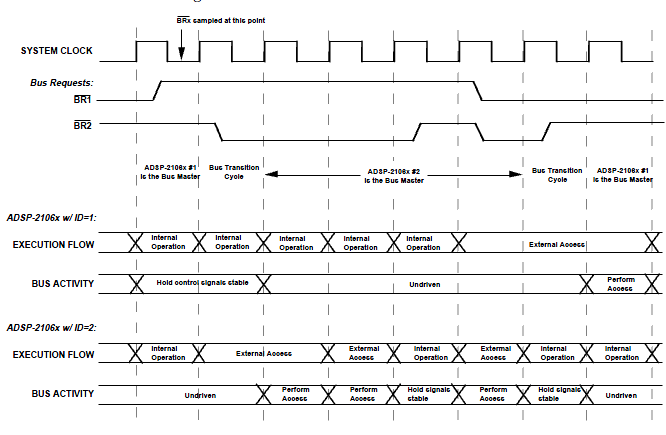 BRx sampled at this point
SYSTEM CLOCK
Bus Requests:
BR1
BR2
ADSP-2106x #1 Bus Transition ADSP-2106x #2 Bus Transition ADSP-2106x #1
is the Bus Master Cycle is the Bus Master Cycle is the Bus Master
ADSP-2106x w/ ID=1:
EXECUTION FLOW Internal Operation Internal Operation Internal Operation Internal Operation Internal Operation External Access
BUS ACTIVITY Hold control signals stable Undriven Perform Access
ADSP-2106x w/ ID=2:
EXECUTION FLOW Internal Operation External Access External Access Internal Operation External Access Internal Operation Internal Operation
BUS ACTIVITY Undriven Perform Access Perform Access Hold signals stable Perform Access Hold signals stable Undriven